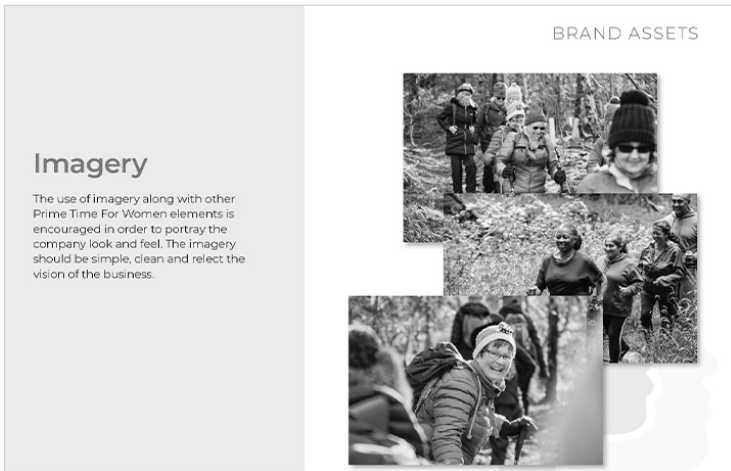 BRAND ASSETS
Imagery
The use of imagery along with other
Prime Time For Women elements is
encouraged in order to portray the
company look and feel. The imagery
should be simple, clean and relect the
vision of the business.